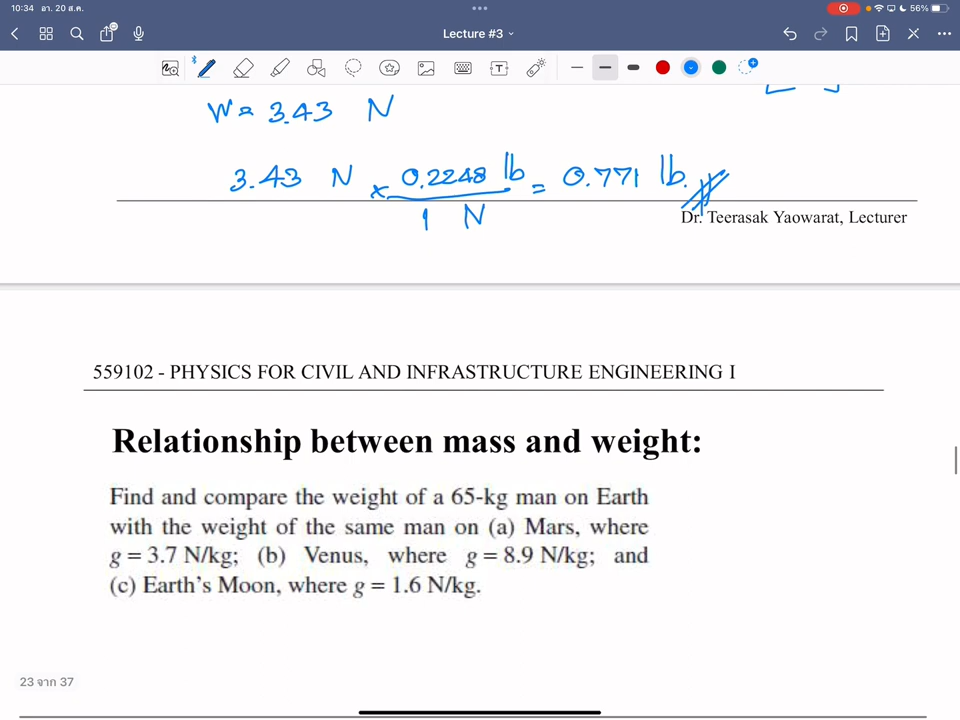 10:34 อา. 20 ส.ค.
56%
Lecture #3
W = 3.43 N
3.43 N × 0.2248 lb / 1 N = 0.771 lb.
Dr. Teerasak Yaowarat, Lecturer
559102 - PHYSICS FOR CIVIL AND INFRASTRUCTURE ENGINEERING I
Relationship between mass and weight:
Find and compare the weight of a 65-kg man on Earth
with the weight of the same man on (a) Mars, where
g = 3.7 N/kg; (b) Venus, where g = 8.9 N/kg; and
(c) Earth's Moon, where g = 1.6 N/kg.
23 จาก 37